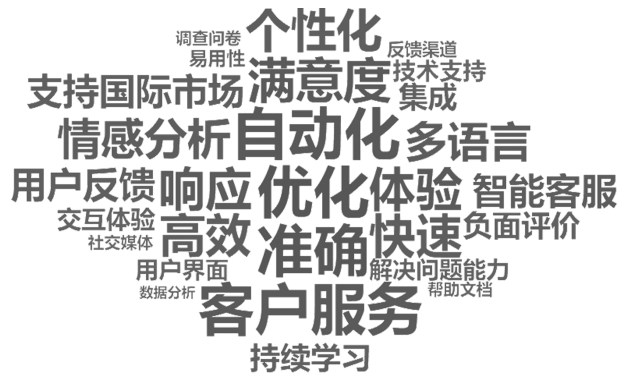 个性化
调查问卷
反馈渠道
易用性
满意度
技术支持
支持国际市场
集成
自动化
情感分析
多语言
用户反馈
响应
优化
体验
智能客服
交互体验
高效
准确
快速
负面评价
社交媒体
用户界面
解决问题能力
数据分析
客户服务
帮助文档
持续学习